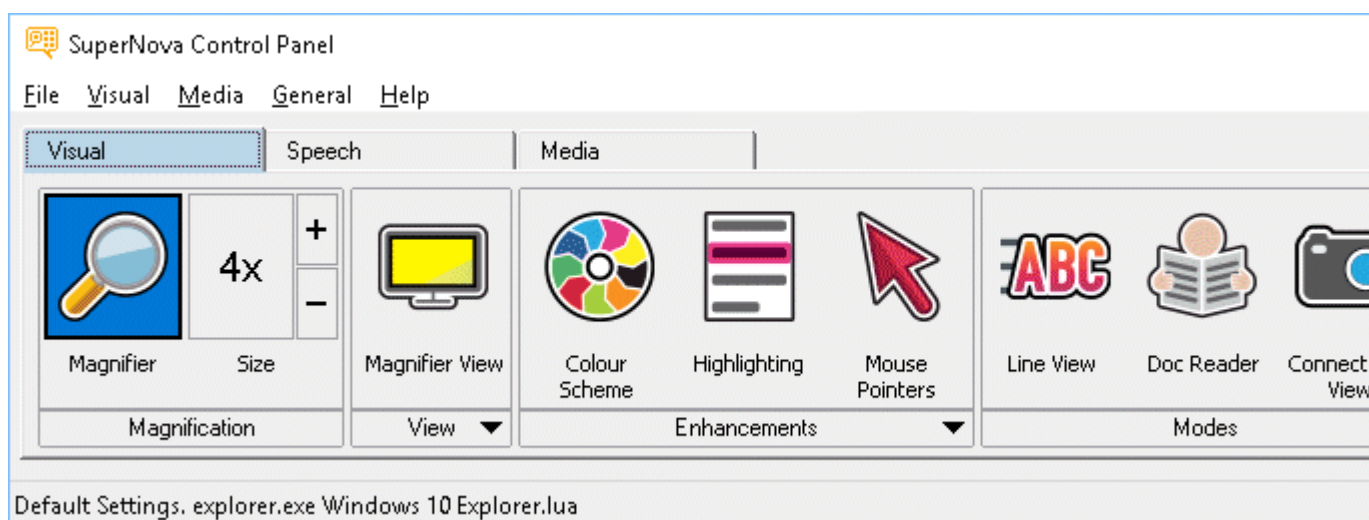 SuperNova Control Panel
File Visual Media General Help
Visual Speech Media
4x + −
ABC
Magnifier Size Magnifier View Colour Scheme Highlighting Mouse Pointers Line View Doc Reader Connect View
Magnification View Enhancements Modes
Default Settings. explorer.exe Windows 10 Explorer.lua